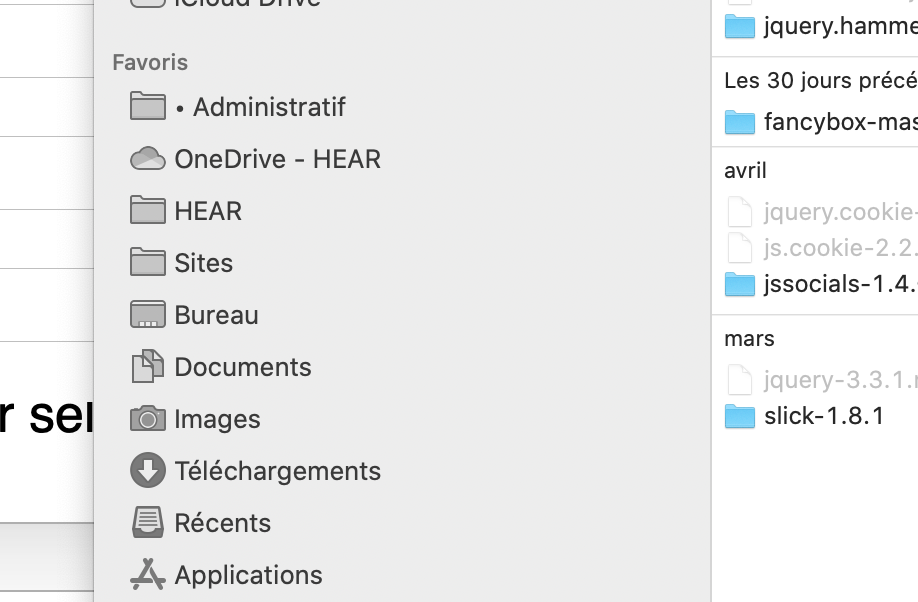 iCloud Drive
Favoris
• Administratif
OneDrive - HEAR
HEAR
Sites
Bureau
Documents
Images
Téléchargements
Récents
Applications
r sel
jquery.hamme
Les 30 jours précé
fancybox-mas
avril
jquery.cookie-
js.cookie-2.2.
jssocials-1.4.
mars
jquery-3.3.1.
slick-1.8.1